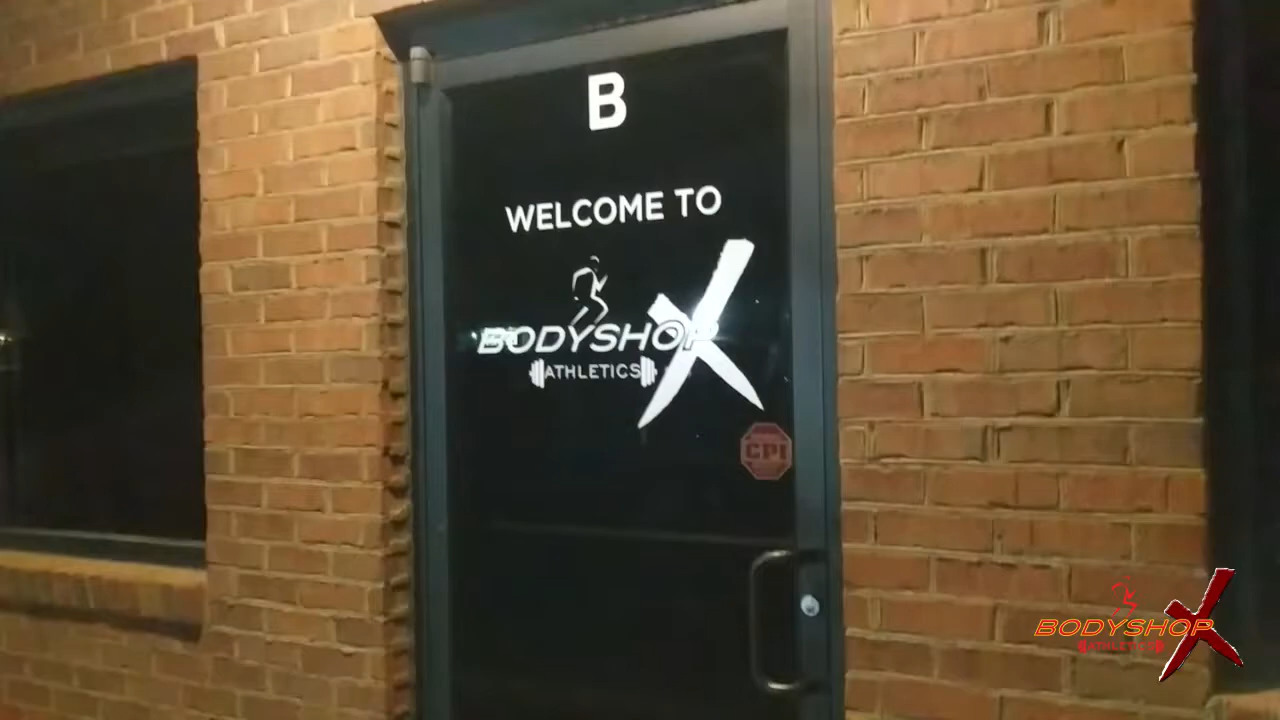 B
WELCOME TO
BODYSHOP X
ATHLETICS
CPI
BODYSHOP X
ATHLETICS